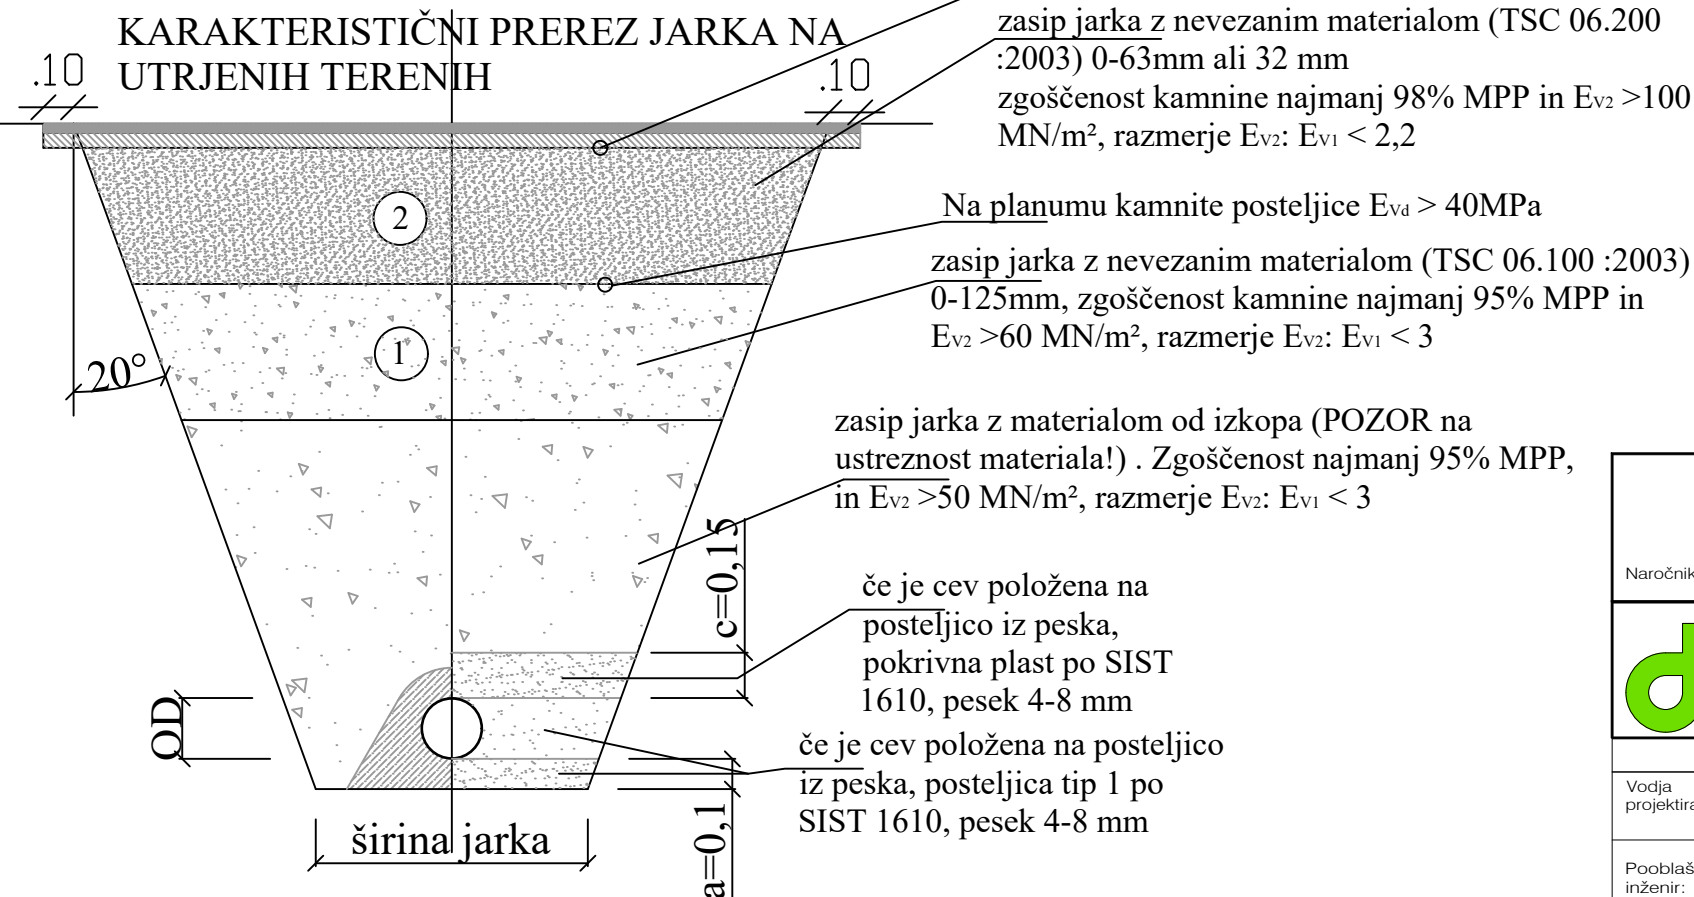 KARAKTERISTIČNI PREREZ JARKA NA
UTRJENIH TERENIH
.10
.10
zasip jarka z nevezanim materialom (TSC 06.200
:2003) 0-63mm ali 32 mm
zgoščenost kamnine najmanj 98% MPP in EV2 >100
MN/m², razmerje EV2: EV1 < 2,2
2
Na planumu kamnite posteljice EVd > 40MPa
zasip jarka z nevezanim materialom (TSC 06.100 :2003)
0-125mm, zgoščenost kamnine najmanj 95% MPP in
EV2 >60 MN/m², razmerje EV2: EV1 < 3
1
20°
zasip jarka z materialom od izkopa (POZOR na
ustreznost materiala!) . Zgoščenost najmanj 95% MPP,
in EV2 >50 MN/m², razmerje EV2: EV1 < 3
c=0,15
če je cev položena na
posteljico iz peska,
pokrivna plast po SIST
1610, pesek 4-8 mm
OD
če je cev položena na posteljico
iz peska, posteljica tip 1 po
SIST 1610, pesek 4-8 mm
širina jarka
a=0,1
Naročnik
Vodja
projektira
Pooblaš
inženir: